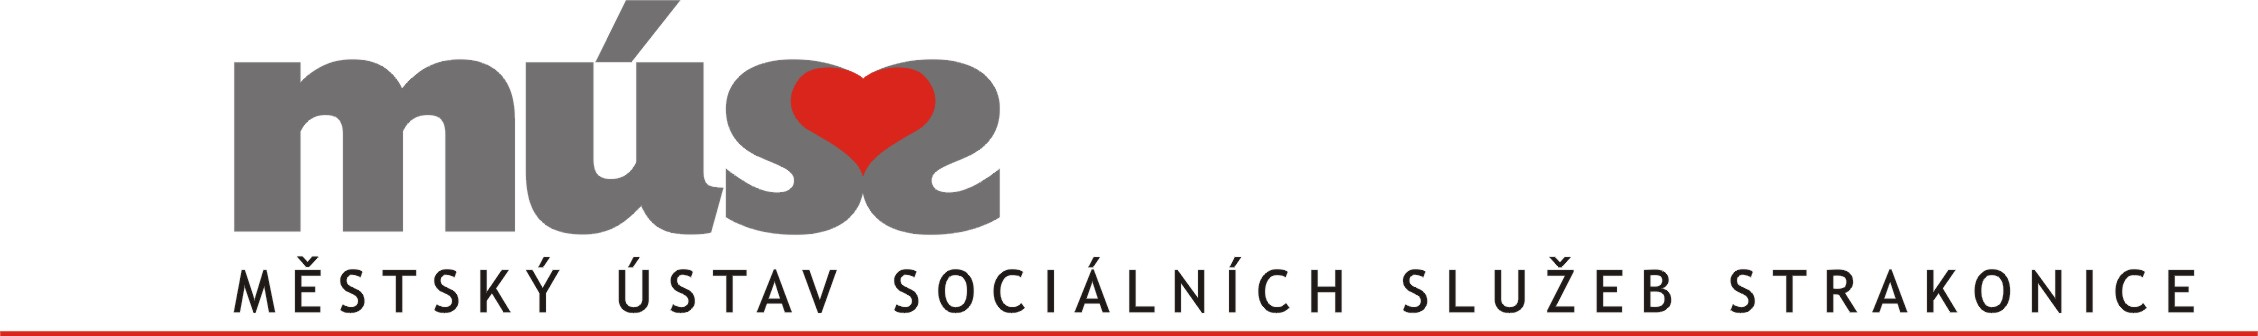 múss
MĚSTSKÝ ÚSTAV SOCIÁLNÍCH SLUŽEB STRAKONICE